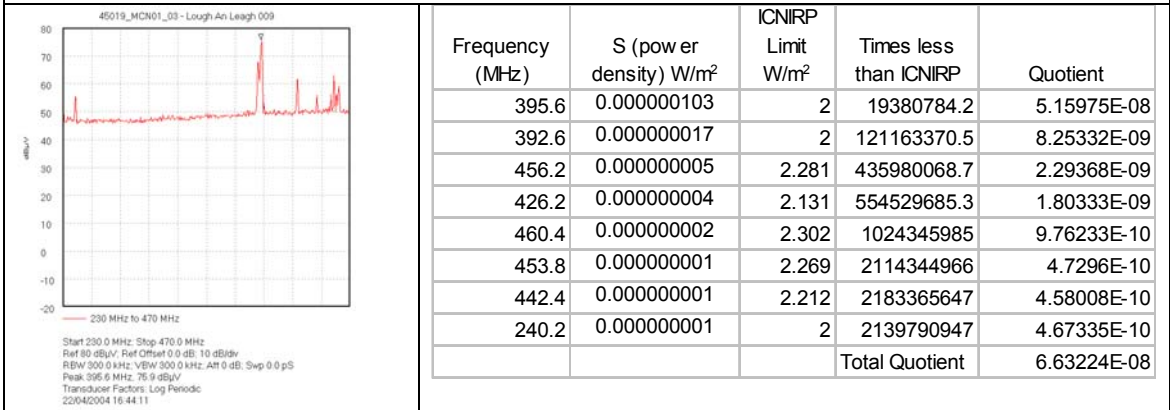 45019_MCN01_03 - Lough An Leagh 009
80
70
60
50
40
30
20
10
0
-10
-20
dBµV
230 MHz to 470 MHz
Start 230.0 MHz; Stop 470.0 MHz
Ref 80 dBµV; Ref Offset 0.0 dB; 10 dB/div
RBW 300.0 kHz; VBW 300.0 kHz; Att 0 dB; Swp 0.0 pS
Peak 395.6 MHz, 75.9 dBµV
Transducer Factors: Log Periodic
22/04/2004 16:44:11
Frequency (MHz) S (power density) W/m² ICNIRP Limit W/m² Times less than ICNIRP Quotient
395.6 0.000000103 2 19380784.2 5.15975E-08
392.6 0.000000017 2 121163370.5 8.25332E-09
456.2 0.000000005 2.281 435980068.7 2.29368E-09
426.2 0.000000004 2.131 554529685.3 1.80333E-09
460.4 0.000000002 2.302 1024345985 9.76233E-10
453.8 0.000000001 2.269 2114344966 4.7296E-10
442.4 0.000000001 2.212 2183365647 4.58008E-10
240.2 0.000000001 2 2139790947 4.67335E-10
Total Quotient 6.63224E-08